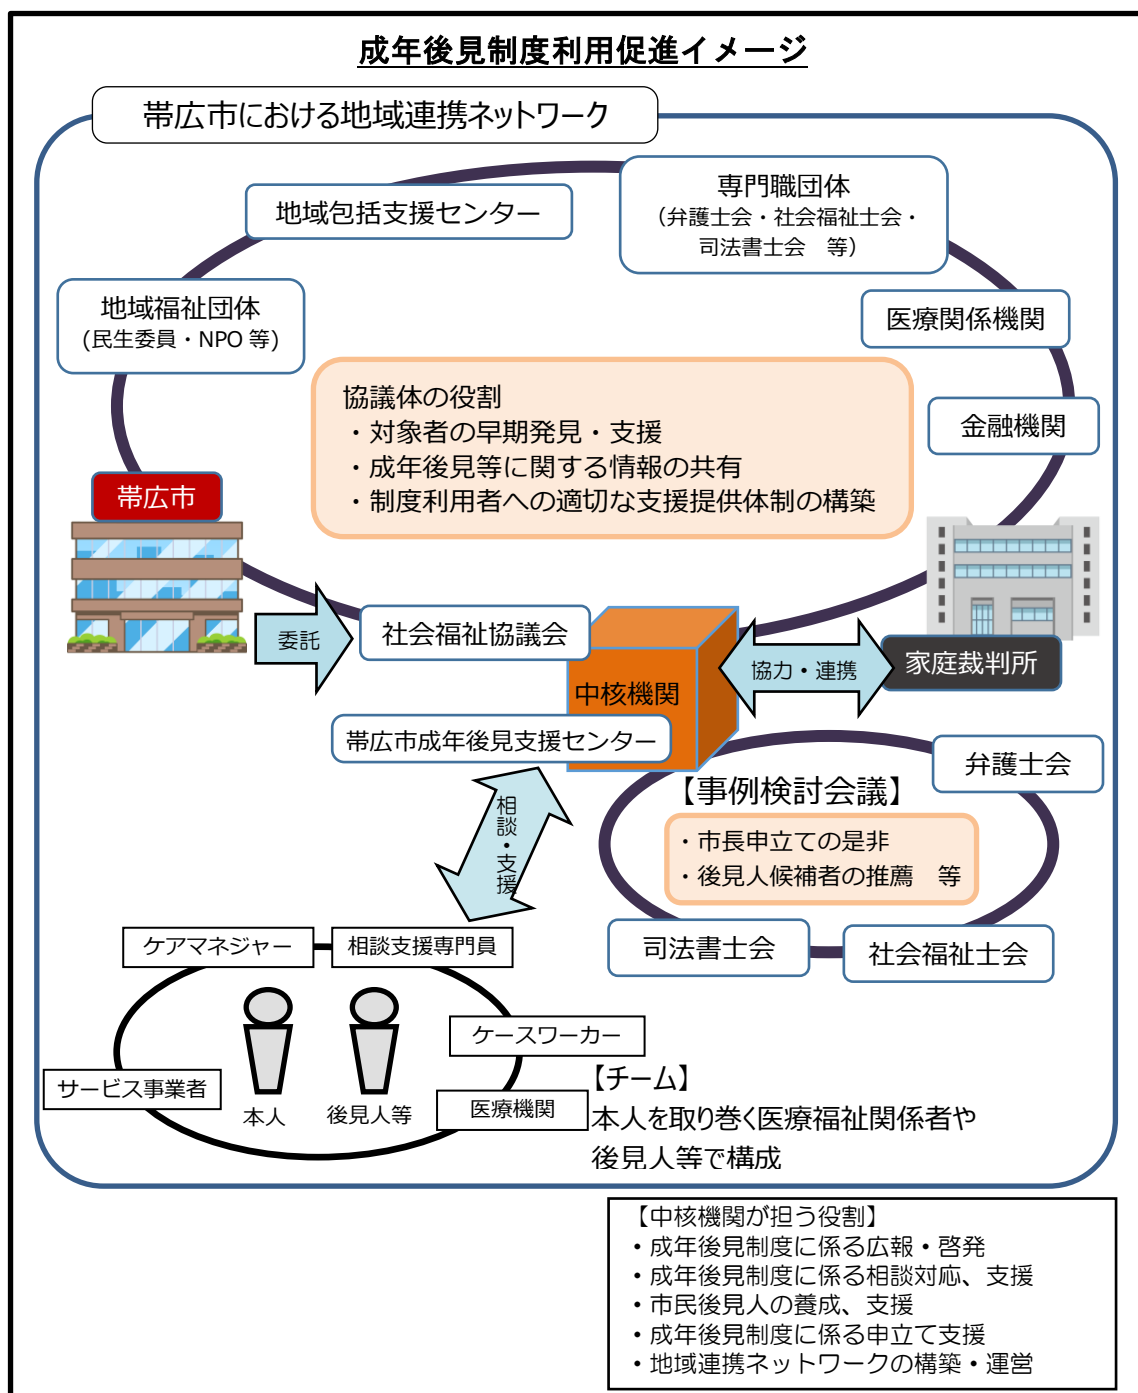 成年後見制度利用促進イメージ
帯広市における地域連携ネットワーク
専門職団体
（弁護士会・社会福祉士会・
司法書士会　等）
地域包括支援センター
地域福祉団体
(民生委員・NPO 等)
医療関係機関
金融機関
協議体の役割
・対象者の早期発見・支援
・成年後見等に関する情報の共有
・制度利用者への適切な支援提供体制の構築
帯広市
委託
社会福祉協議会
中核機関
帯広市成年後見支援センター
協力・連携
家庭裁判所
相談・支援
【事例検討会議】
・市長申立ての是非
・後見人候補者の推薦　等
弁護士会
司法書士会
社会福祉士会
ケアマネジャー
相談支援専門員
ケースワーカー
サービス事業者
医療機関
本人
後見人等
【チーム】
本人を取り巻く医療福祉関係者や
後見人等で構成
【中核機関が担う役割】
・成年後見制度に係る広報・啓発
・成年後見制度に係る相談対応、支援
・市民後見人の養成、支援
・成年後見制度に係る申立て支援
・地域連携ネットワークの構築・運営